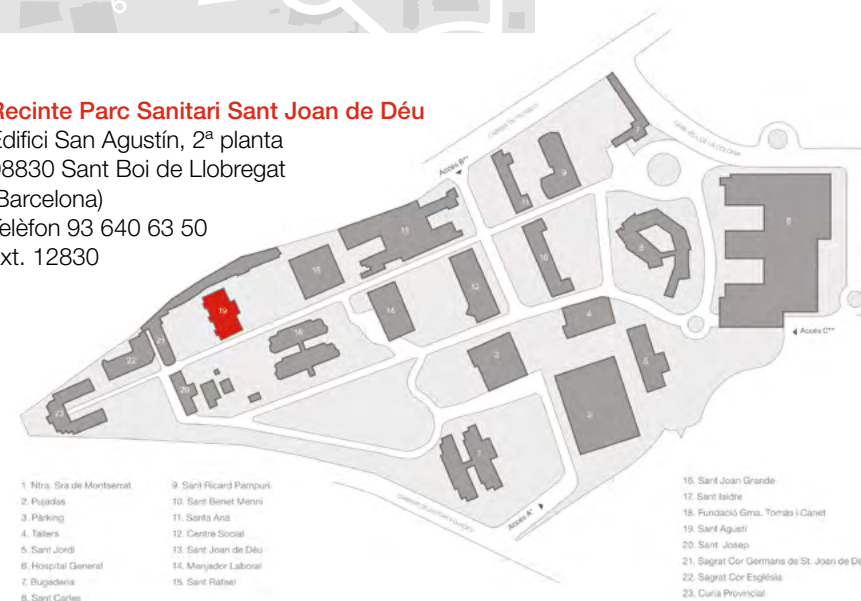 Recinte Parc Sanitari Sant Joan de Déu
Edifici San Agustín, 2ª planta
08830 Sant Boi de Llobregat
(Barcelona)
Telèfon 93 640 63 50
ext. 12830
Accés B**
Accés C**
Accés A*
1. Ntra. Sra de Montserrat
2. Pujadas
3. Pàrking
4. Tallers
5. Sant Jordi
6. Hospital General
7. Bugaderia
8. Sant Carles
9. Sant Ricard Pampuri
10. Sant Benet Menni
11. Santa Ana
12. Centre Social
13. Sant Joan de Déu
14. Menjador Laboral
15. Sant Rafael
16. Sant Joan Grande
17. Sant Isidre
18. Fundació Gma. Tomàs i Canet
19. Sant Agustí
20. Sant Josep
21. Sagrat Cor Germans de St. Joan de Dé
22. Sagrat Cor Església
23. Curia Provincial